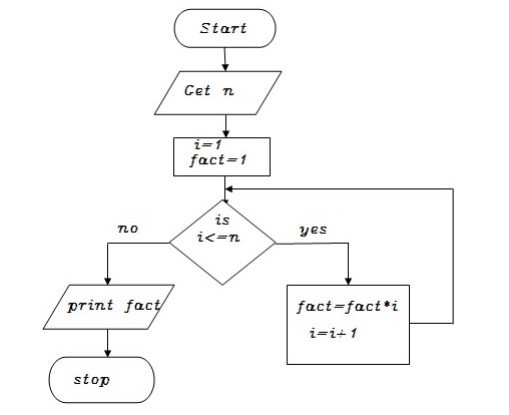 Start
Get n
i=1
fact=1
is
i<=n
no
yes
print fact
fact=fact*i
i=i+1
stop